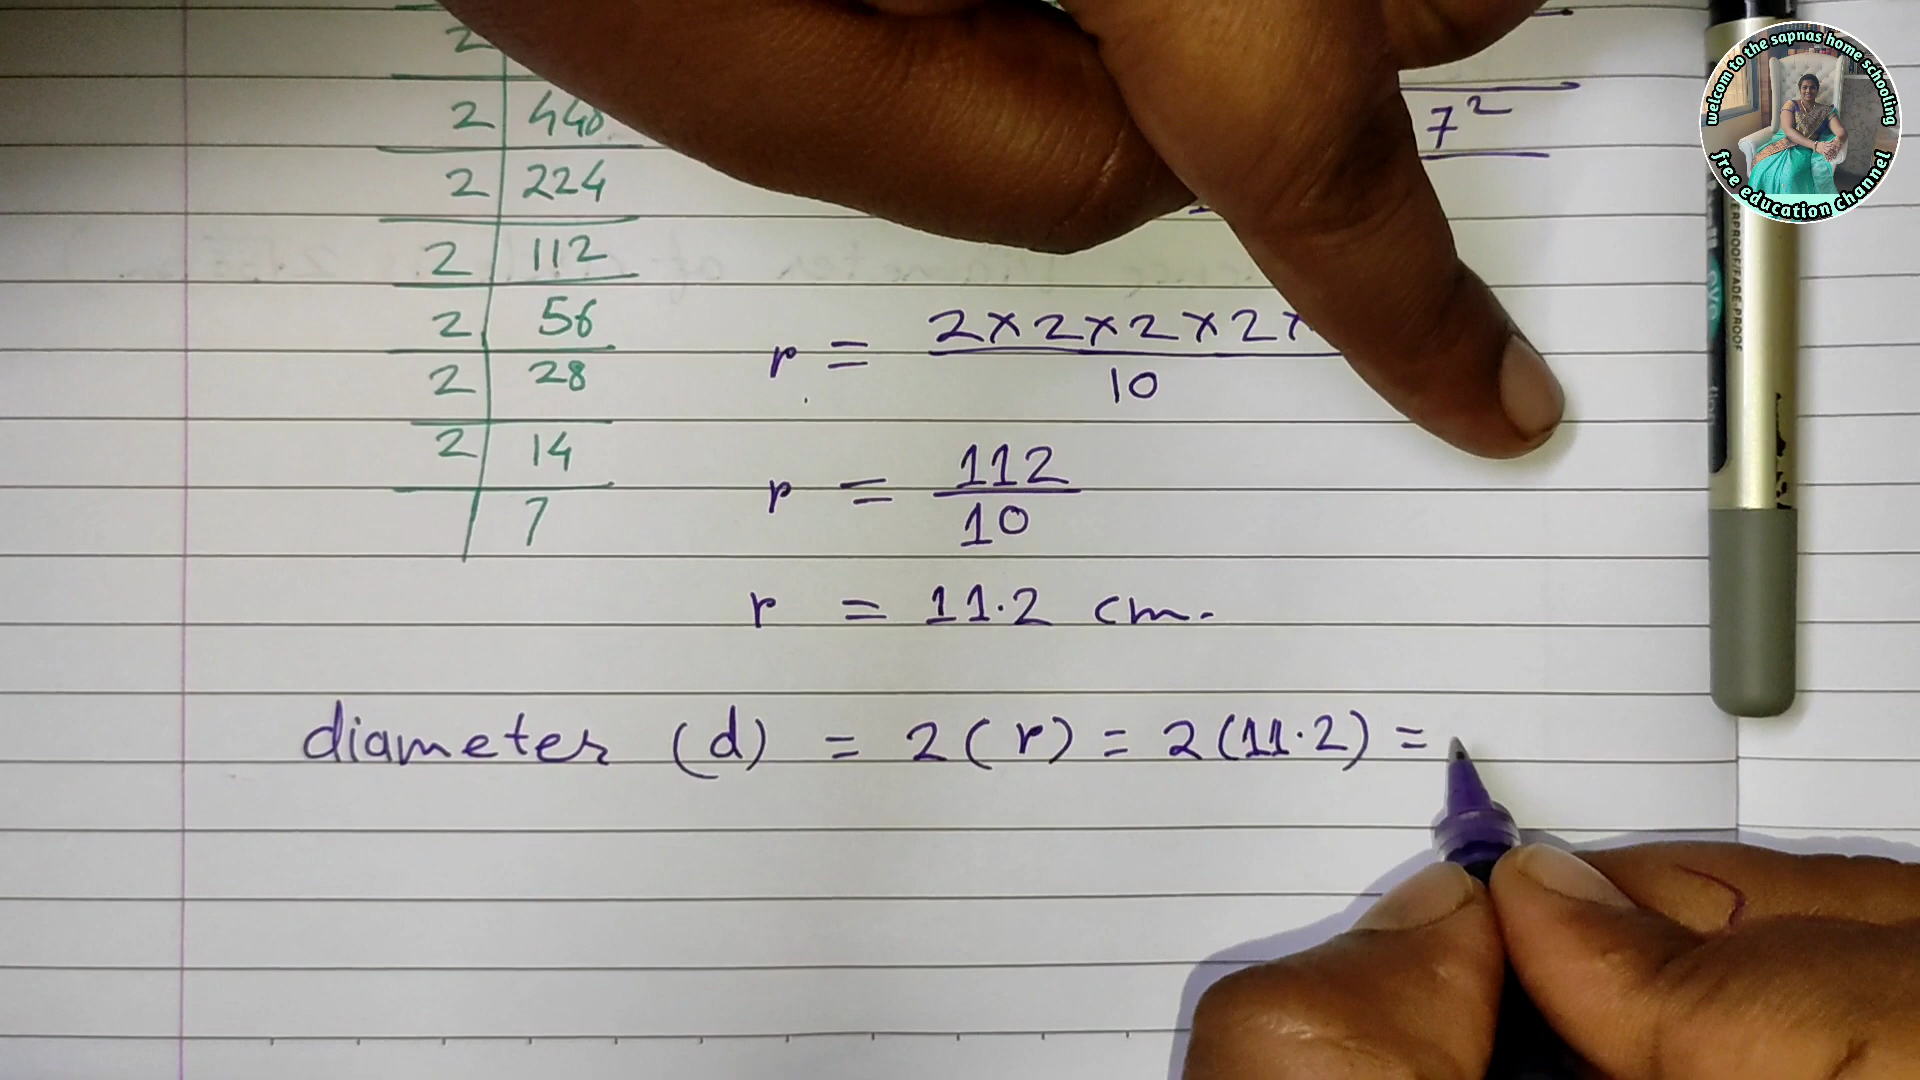 2
2 448
7²
2 224
2 112
2 56
r = 2×2×2×2×
10
2 28
2 14
r = 112
10
7
r = 11.2 cm.
diameter (d) = 2(r) = 2(11.2) =
welcom to the sapnas home schooling
free education channel